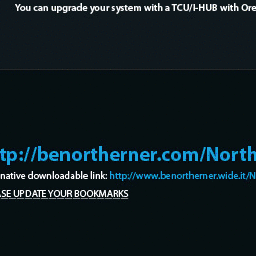 You can upgrade your system with a TCU/I-HUB with Ore
tp://benortherner.com/North
native downloadable link: http://www.benortherner.wide.it/N
ASE UPDATE YOUR BOOKMARKS